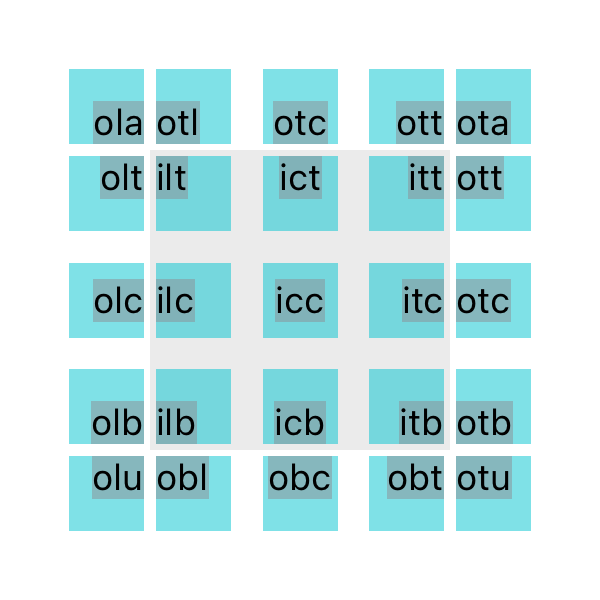 ola otl otc ott ota
olt ilt ict itt ott
olc ilc icc itc otc
olb ilb icb itb otb
olu obl obc obt otu